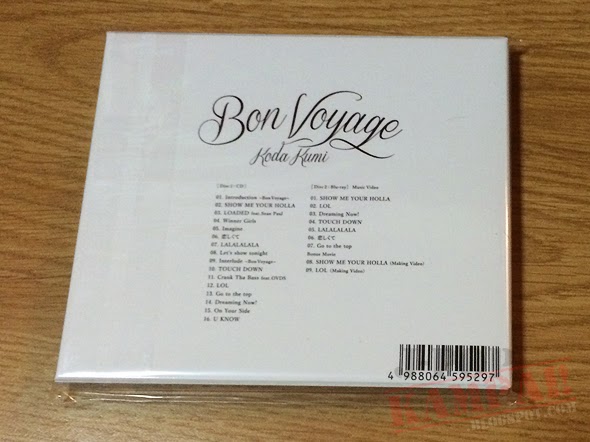 Bon Voyage
Koda Kumi
[Disc-1 - CD]
01. Introduction ~Bon Voyage~
02. SHOW ME YOUR HOLLA
03. LOADED feat. Sean Paul
04. Winner Girls
05. Imagine
06. 恋しくて
07. LALALALALA
08. Let's show tonight
09. Interlude ~Bon Voyage~
10. TOUCH DOWN
11. Crank Tha Bass feat. OVDS
12. LOL
13. Go to the top
14. Dreaming Now!
15. On Your Side
16. U KNOW
[Disc-2 - Blu-ray] Music Video
01. SHOW ME YOUR HOLLA
02. LOL
03. Dreaming Now!
04. TOUCH DOWN
05. LALALALALA
06. 恋しくて
07. Go to the top
Bonus Movie
08. SHOW ME YOUR HOLLA (Making Video)
09. LOL (Making Video)
4 988064 595297
BLOGSPOT.COM